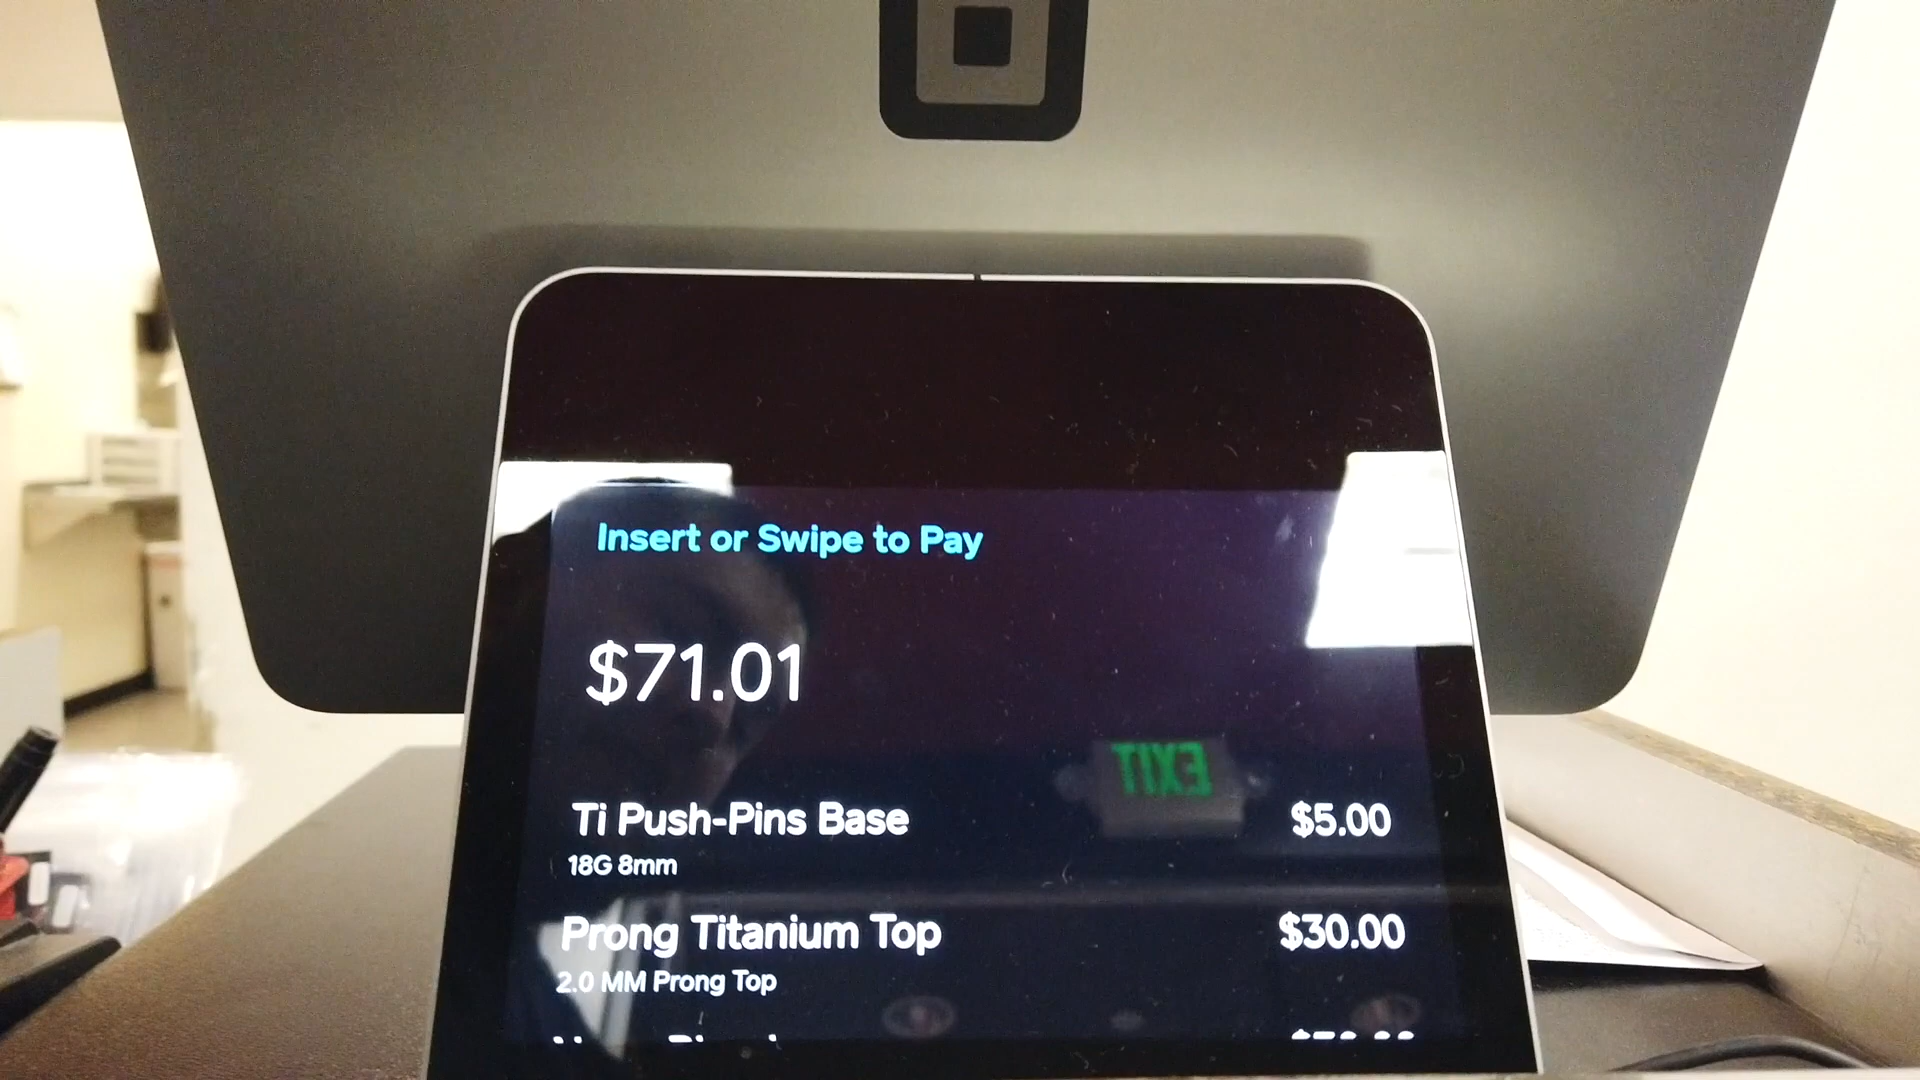 Insert or Swipe to Pay
$71.01
EXIT
Ti Push-Pins Base $5.00
18G 8mm
Prong Titanium Top $30.00
2.0 MM Prong Top